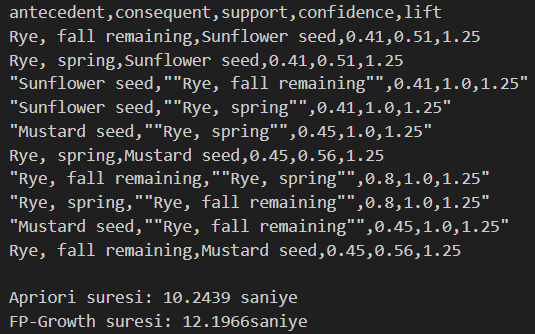 antecedent,consequent,support,confidence,lift
Rye, fall remaining,Sunflower seed,0.41,0.51,1.25
Rye, spring,Sunflower seed,0.41,0.51,1.25
"Sunflower seed,""Rye, fall remaining"",0.41,1.0,1.25"
"Sunflower seed,""Rye, spring"",0.41,1.0,1.25"
"Mustard seed,""Rye, spring"",0.45,1.0,1.25"
Rye, spring,Mustard seed,0.45,0.56,1.25
"Rye, fall remaining,""Rye, spring"",0.8,1.0,1.25"
"Rye, spring,""Rye, fall remaining"",0.8,1.0,1.25"
"Mustard seed,""Rye, fall remaining"",0.45,1.0,1.25"
Rye, fall remaining,Mustard seed,0.45,0.56,1.25
Apriori suresi: 10.2439 saniye
FP-Growth suresi: 12.1966saniye